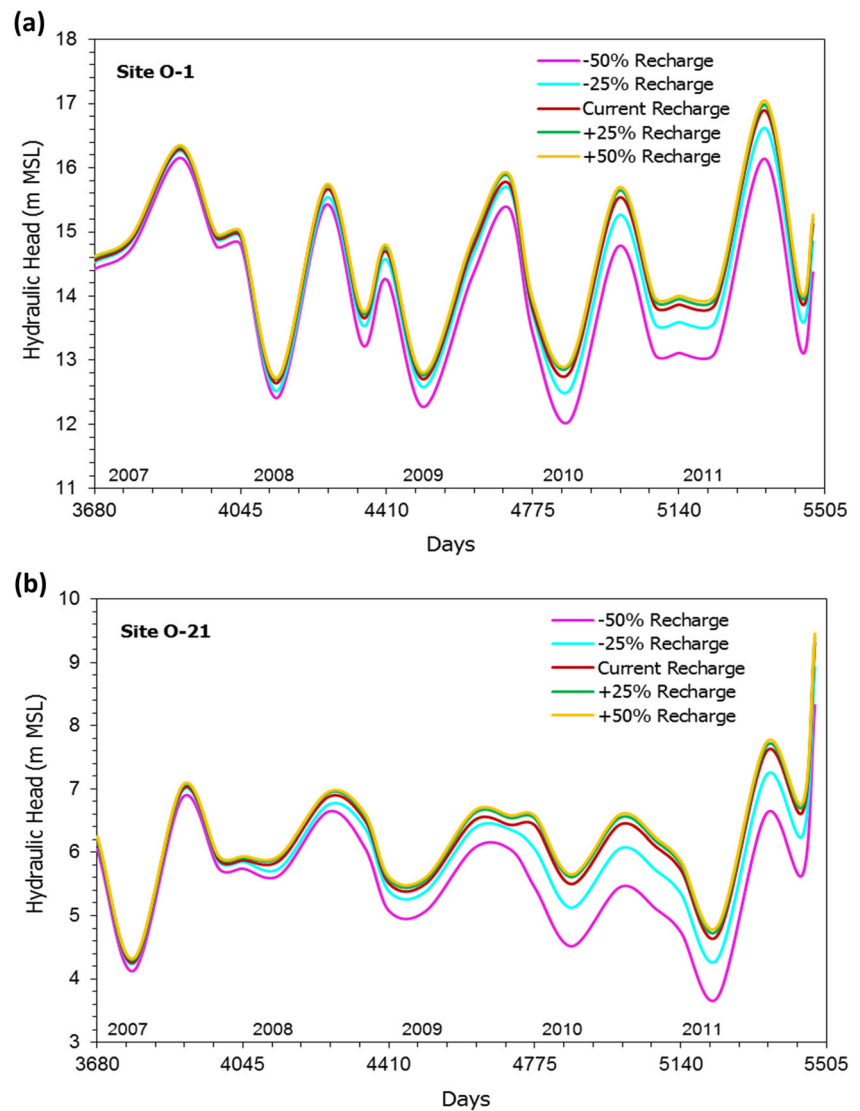 (a)
18
17
16
15
14
13
12
11
Hydraulic Head (m MSL)
Site O-1
-50% Recharge
-25% Recharge
Current Recharge
+25% Recharge
+50% Recharge
2007 2008 2009 2010 2011
3680 4045 4410 4775 5140 5505
Days
(b)
10
9
8
7
6
5
4
3
Hydraulic Head (m MSL)
Site O-21
-50% Recharge
-25% Recharge
Current Recharge
+25% Recharge
+50% Recharge
2007 2008 2009 2010 2011
3680 4045 4410 4775 5140 5505
Days